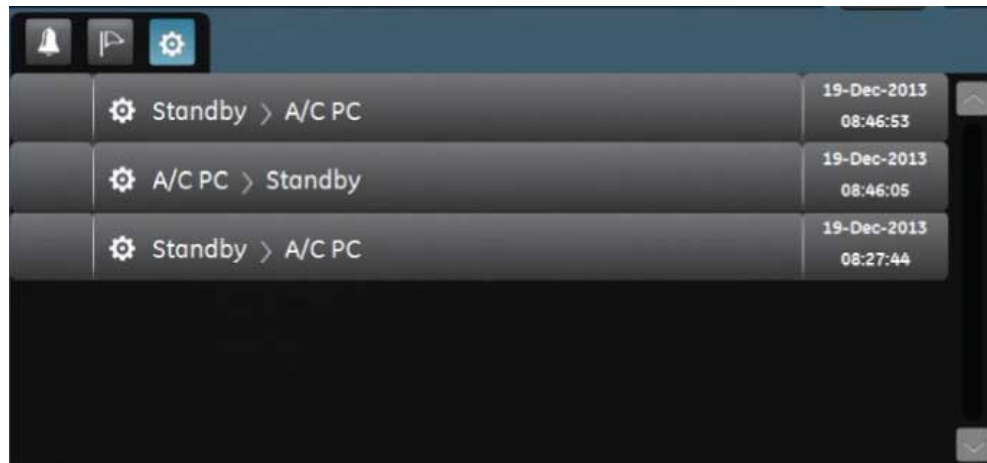 Standby > A/C PC
19-Dec-2013
08:46:53
A/C PC > Standby
19-Dec-2013
08:46:05
Standby > A/C PC
19-Dec-2013
08:27:44